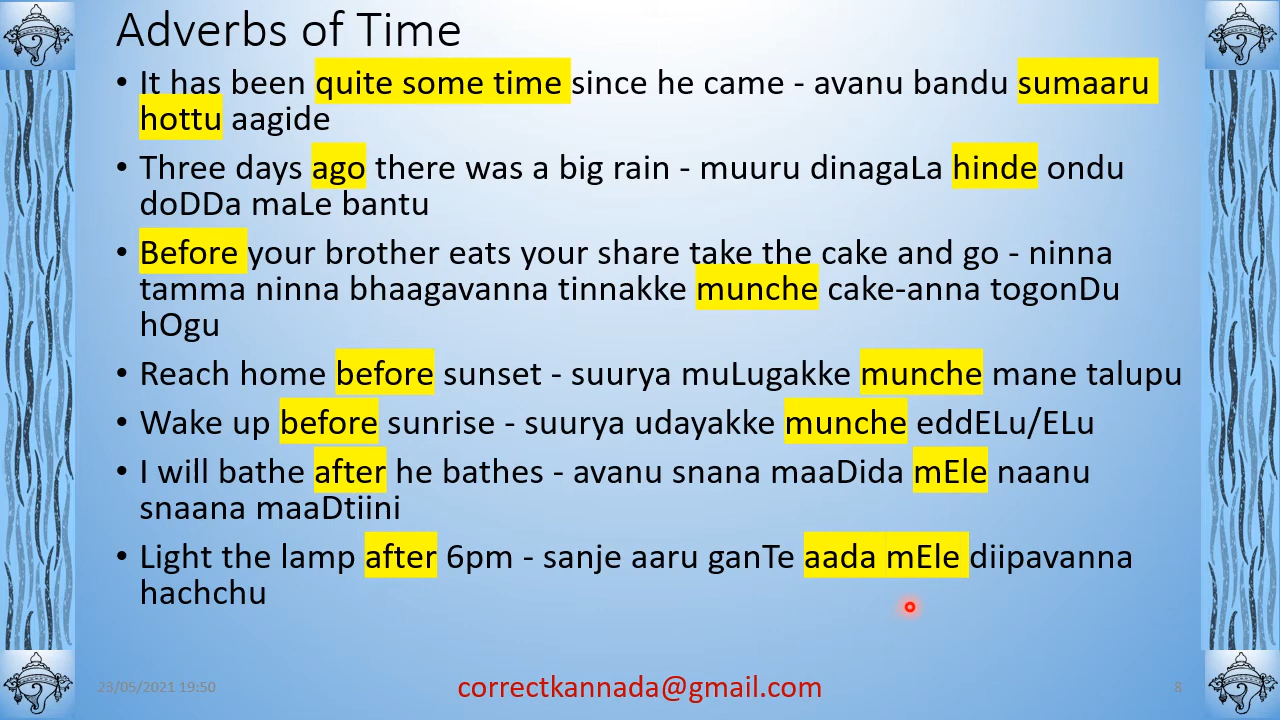 Adverbs of Time
• It has been quite some time since he came - avanu bandu sumaaru
hottu aagide
• Three days ago there was a big rain - muuru dinagaLa hinde ondu
doDDa maLe bantu
• Before your brother eats your share take the cake and go - ninna
tamma ninna bhaagavanna tinnakke munche cake-anna togonDu
hOgu
• Reach home before sunset - suurya muLugakke munche mane talupu
• Wake up before sunrise - suurya udayakke munche eddELu/ELu
• I will bathe after he bathes - avanu snana maaDida mEle naanu
snaana maaDtiini
• Light the lamp after 6pm - sanje aaru ganTe aada mEle diipavanna
hachchu
23/05/2021 19:50
correctkannada@gmail.com
8